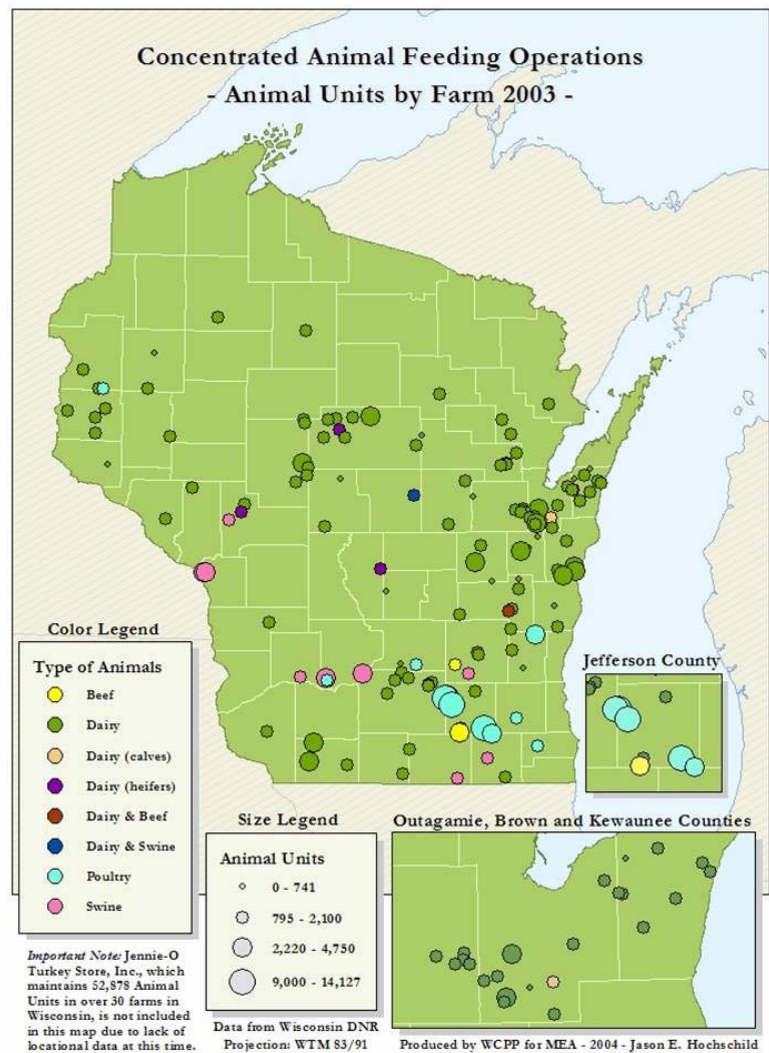 Concentrated Animal Feeding Operations
- Animal Units by Farm 2003 -
Color Legend
Type of Animals
Beef
Dairy
Dairy (calves)
Dairy (heifers)
Dairy & Beef
Dairy & Swine
Poultry
Swine
Important Note: Jennie-O
Turkey Store, Inc., which
maintains 52,878 Animal
Units in over 30 farms in
Wisconsin, is not included
in this map due to lack of
locational data at this time.
Size Legend
Animal Units
0 - 741
795 - 2,100
2,220 - 4,750
9,000 - 14,127
Data from Wisconsin DNR
Projection: WTM 83/91
Jefferson County
Outagamie, Brown and Kewaunee Counties
Produced by WCPP for MEA - 2004 - Jason E. Hochschild